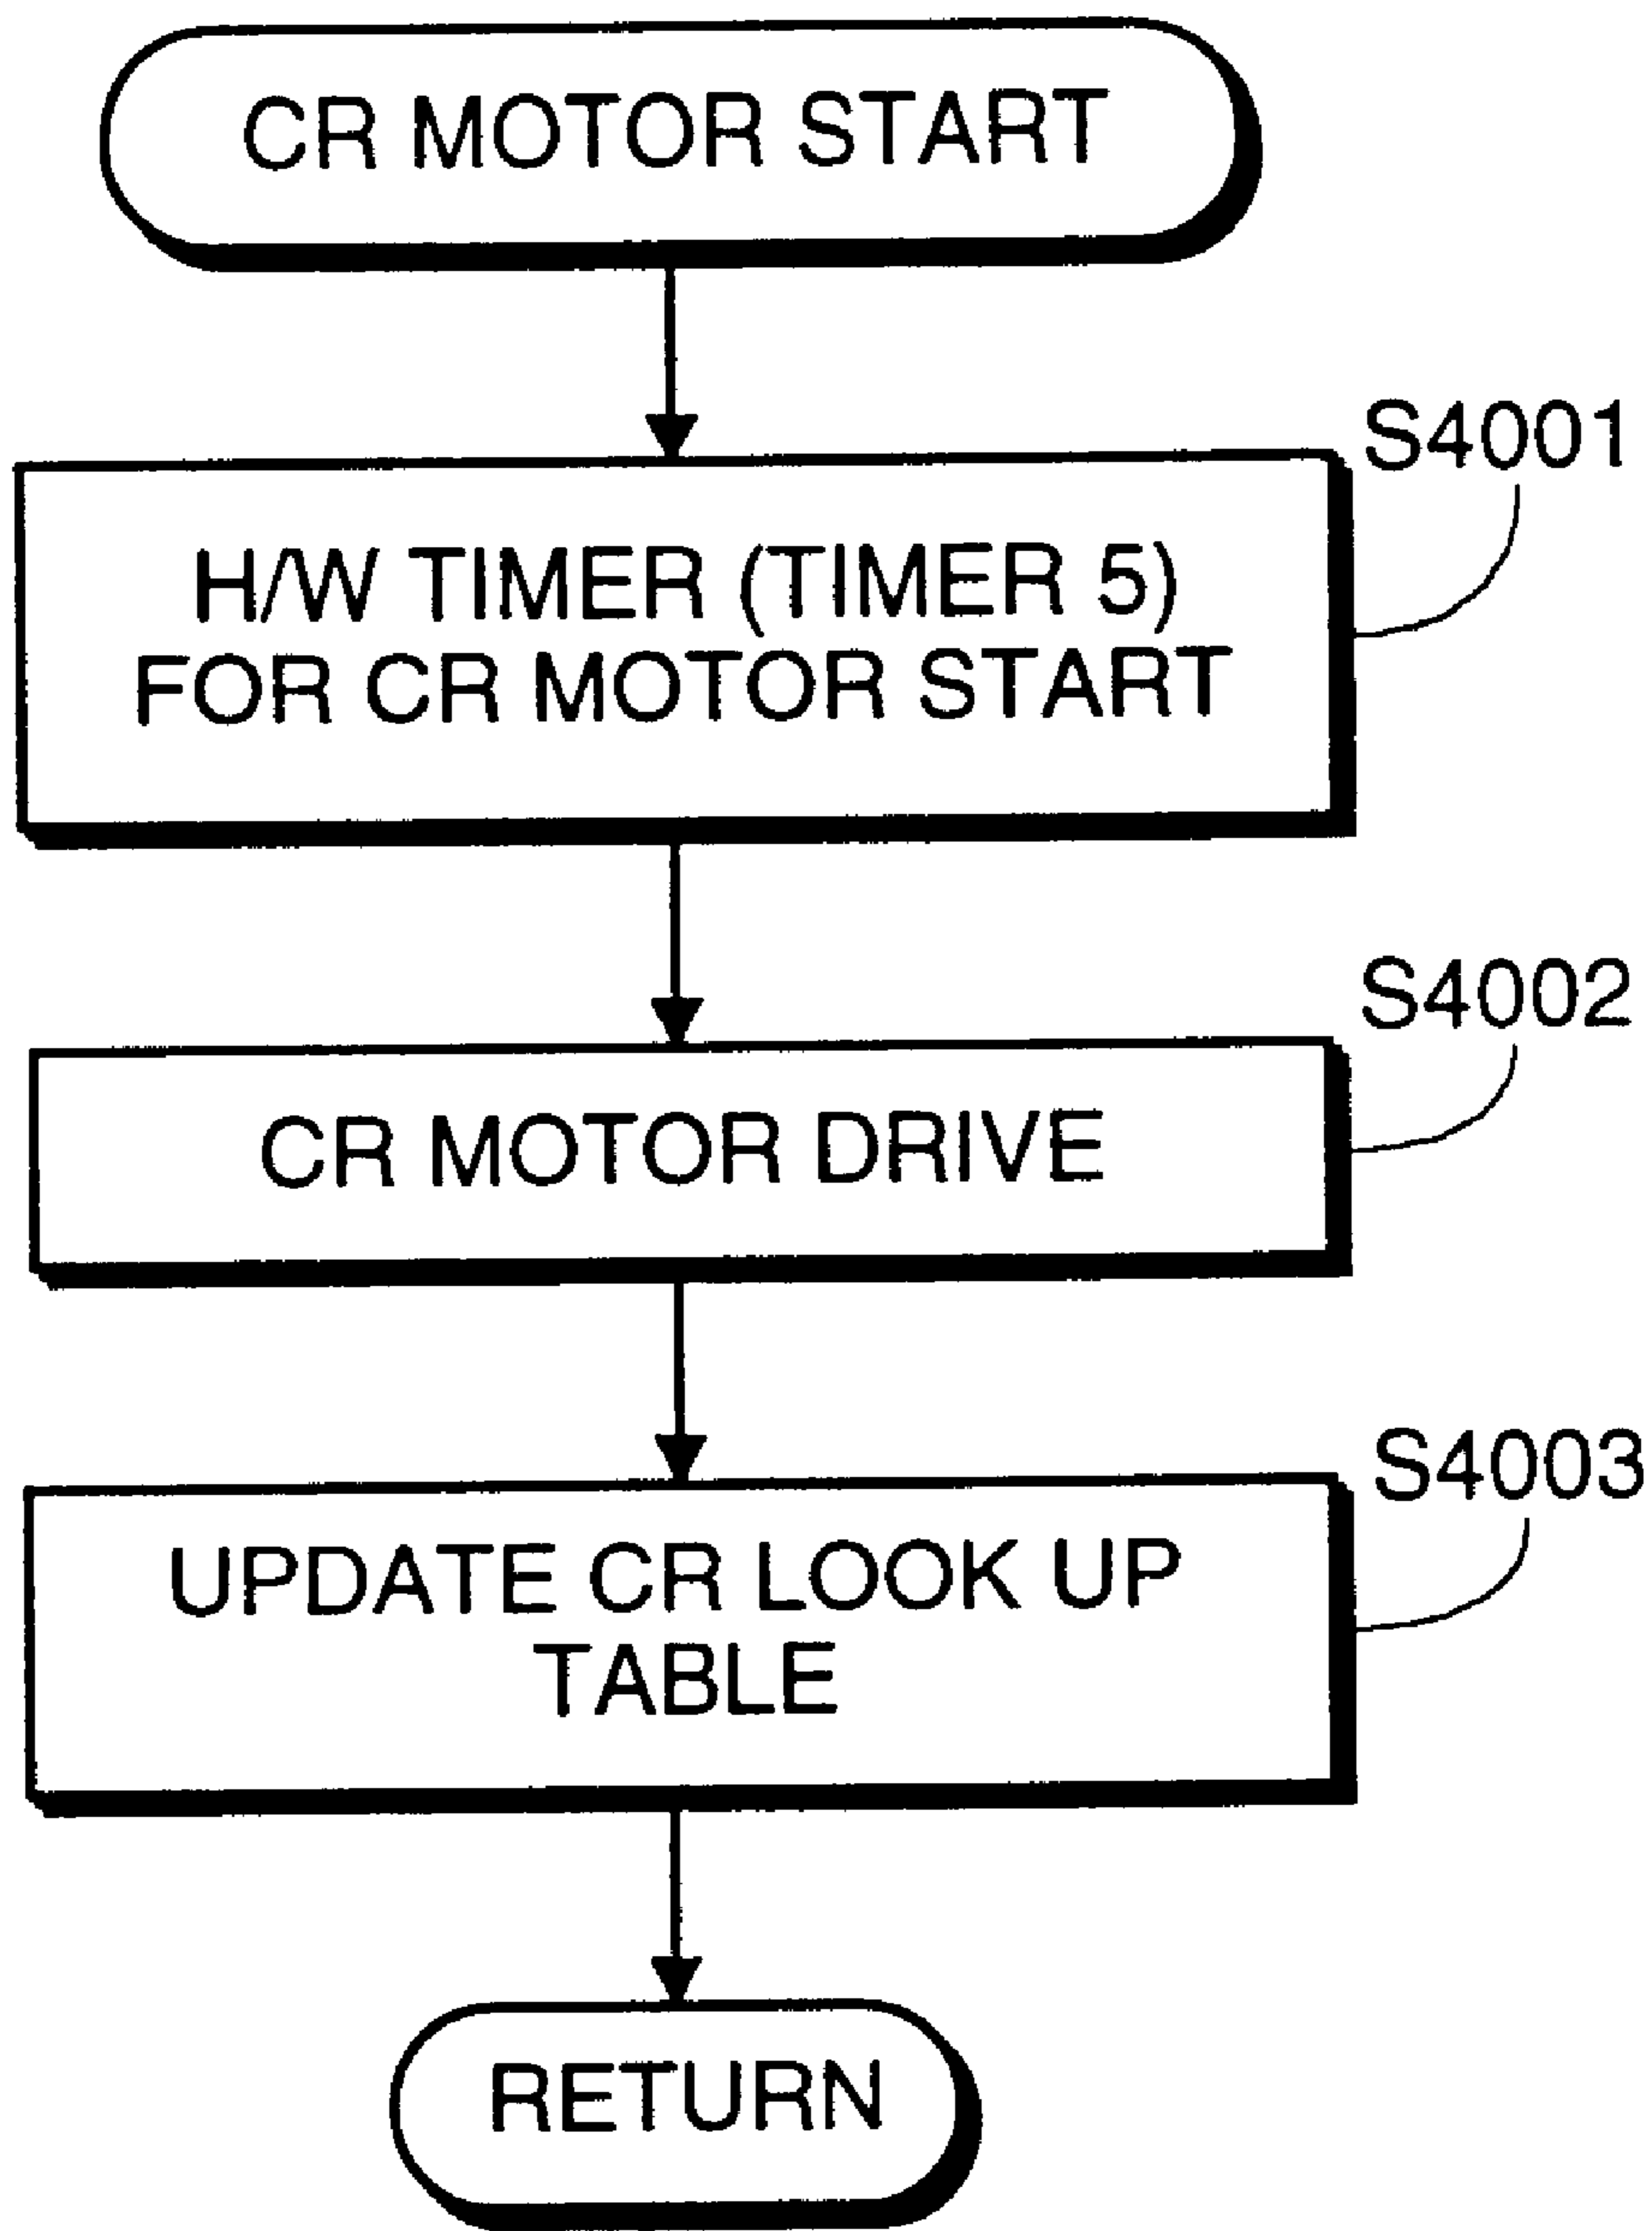 CR MOTOR START
S4001
H/W TIMER (TIMER 5)
FOR CR MOTOR START
S4002
CR MOTOR DRIVE
S4003
UPDATE CR LOOK UP
TABLE
RETURN